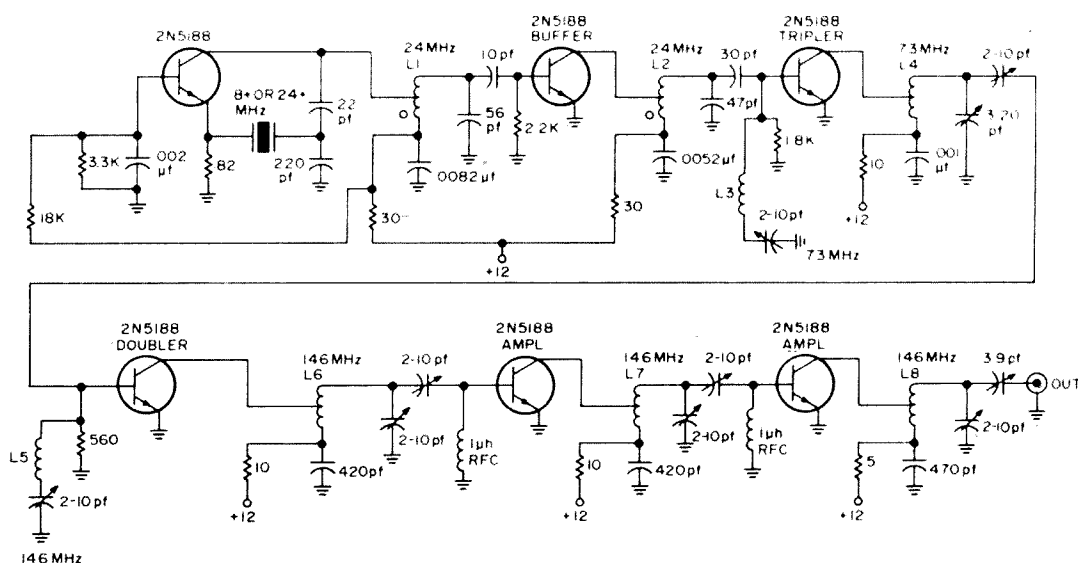 2N5188
24MHz
L1
10pf
2N5188
BUFFER
24MHz
L2
30pf
2N5188
TRIPLER
73MHz
L4
2-10pf
8+OR 24+
MHz
22
pf
56
pf
2.2K
47pf
3.20
pf
3.3K
.002
µf
82
220
pf
.0082µf
.0052µf
1.8K
10
.001
µf
18K
30
30
L3
2-10pf
73MHz
+12
+12
2N5188
DOUBLER
146MHz
L6
2-10pf
2N5188
AMPL
146MHz
L7
2-10pf
2N5188
AMPL
146MHz
L8
3.9pf
OUT
L5
560
2-10pf
10
420pf
2-10pf
1µh
RFC
10
420pf
2-10pf
1µh
RFC
5
470pf
2-10pf
+12
+12
+12
146MHz